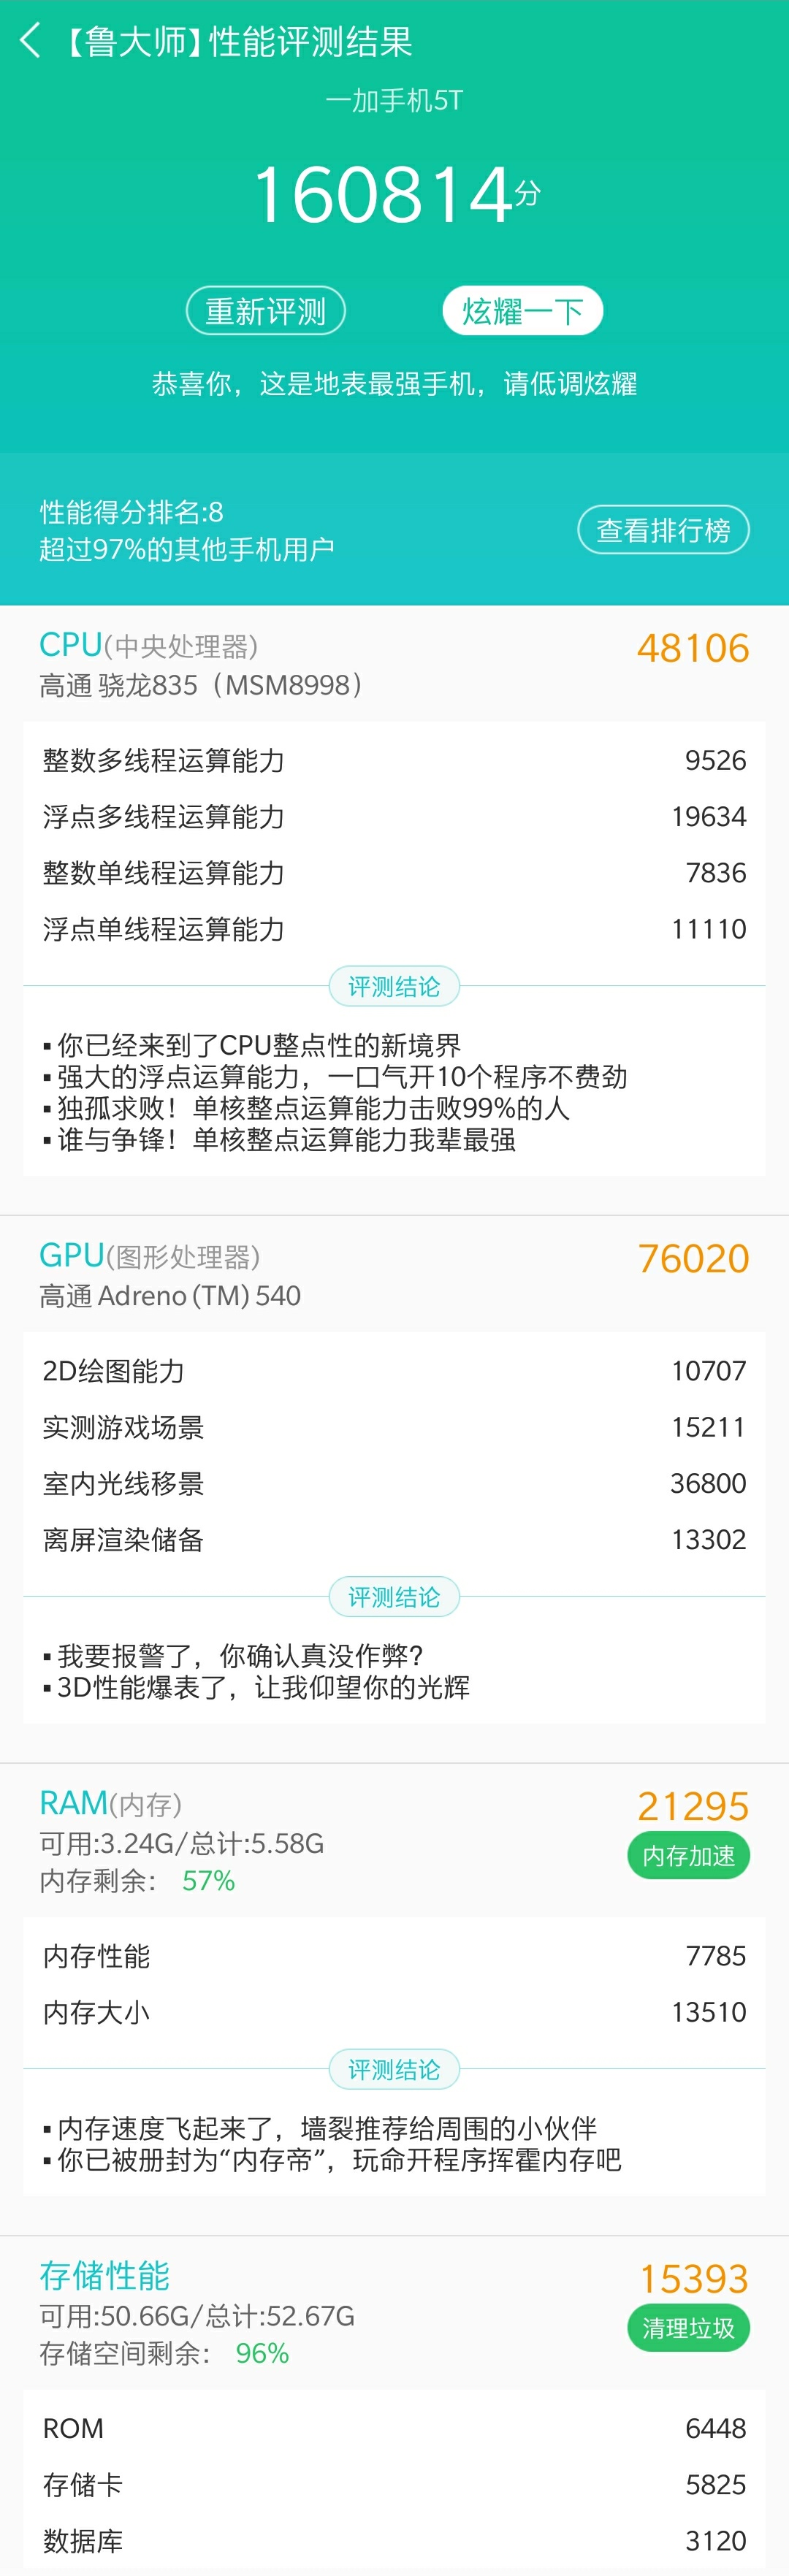 【鲁大师】性能评测结果
一加手机5T
160814分
重新评测
炫耀一下
恭喜你，这是地表最强手机，请低调炫耀
性能得分排名:8
超过97%的其他手机用户
查看排行榜
CPU(中央处理器)
48106
高通 骁龙835（MSM8998）
整数多线程运算能力 9526
浮点多线程运算能力 19634
整数单线程运算能力 7836
浮点单线程运算能力 11110
评测结论
▪你已经来到了CPU整点性的新境界
▪强大的浮点运算能力，一口气开10个程序不费劲
▪独孤求败！单核整点运算能力击败99%的人
▪谁与争锋！单核整点运算能力我辈最强
GPU(图形处理器)
76020
高通 Adreno (TM) 540
2D绘图能力 10707
实测游戏场景 15211
室内光线移景 36800
离屏渲染储备 13302
评测结论
▪我要报警了，你确认真没作弊?
▪3D性能爆表了，让我仰望你的光辉
RAM(内存)
21295
可用:3.24G/总计:5.58G
内存加速
内存剩余： 57%
内存性能 7785
内存大小 13510
评测结论
▪内存速度飞起来了，墙裂推荐给周围的小伙伴
▪你已被册封为“内存帝”，玩命开程序挥霍内存吧
存储性能
15393
可用:50.66G/总计:52.67G
清理垃圾
存储空间剩余： 96%
ROM 6448
存储卡 5825
数据库 3120